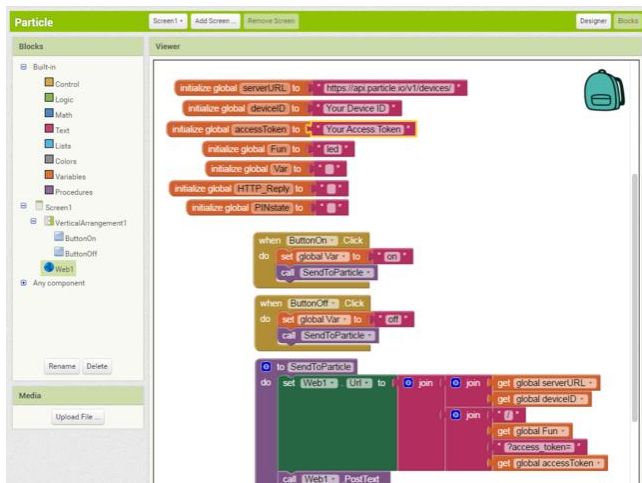 Particle
Screen1 Add Screen... Remove Screen Designer Blocks
Blocks
Viewer
Built-in
Control
Logic
Math
Text
Lists
Colors
Variables
Procedures
Screen1
VerticalArrangement1
ButtonOn
ButtonOff
Web1
Any component
Rename Delete
Media
Upload File ...
initialize global serverURL to " https://api.particle.io/v1/devices/ "
initialize global deviceID to " Your Device ID "
initialize global accessToken to " Your Access Token "
initialize global Fun to " led "
initialize global Var to " "
initialize global HTTP_Reply to " "
initialize global PINstate to " "
when ButtonOn . Click
do set global Var to " on "
call SendToParticle
when ButtonOff . Click
do set global Var to " off "
call SendToParticle
to SendToParticle
do set Web1 . Url to join join get global serverURL
get global deviceID
join " / "
get global Fun
" ?access_token= "
get global accessToken
call Web1 . PostText